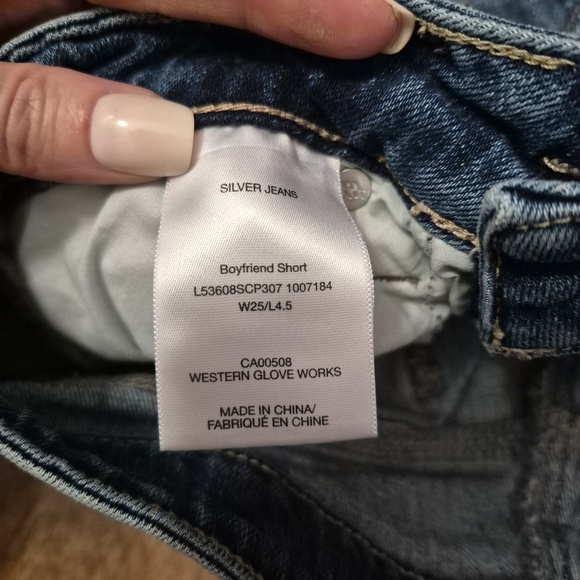 SILVER JEANS
Boyfriend Short
L53608SCP307 1007184
W25/L4.5
CA00508
WESTERN GLOVE WORKS
MADE IN CHINA/
FABRIQUÉ EN CHINE